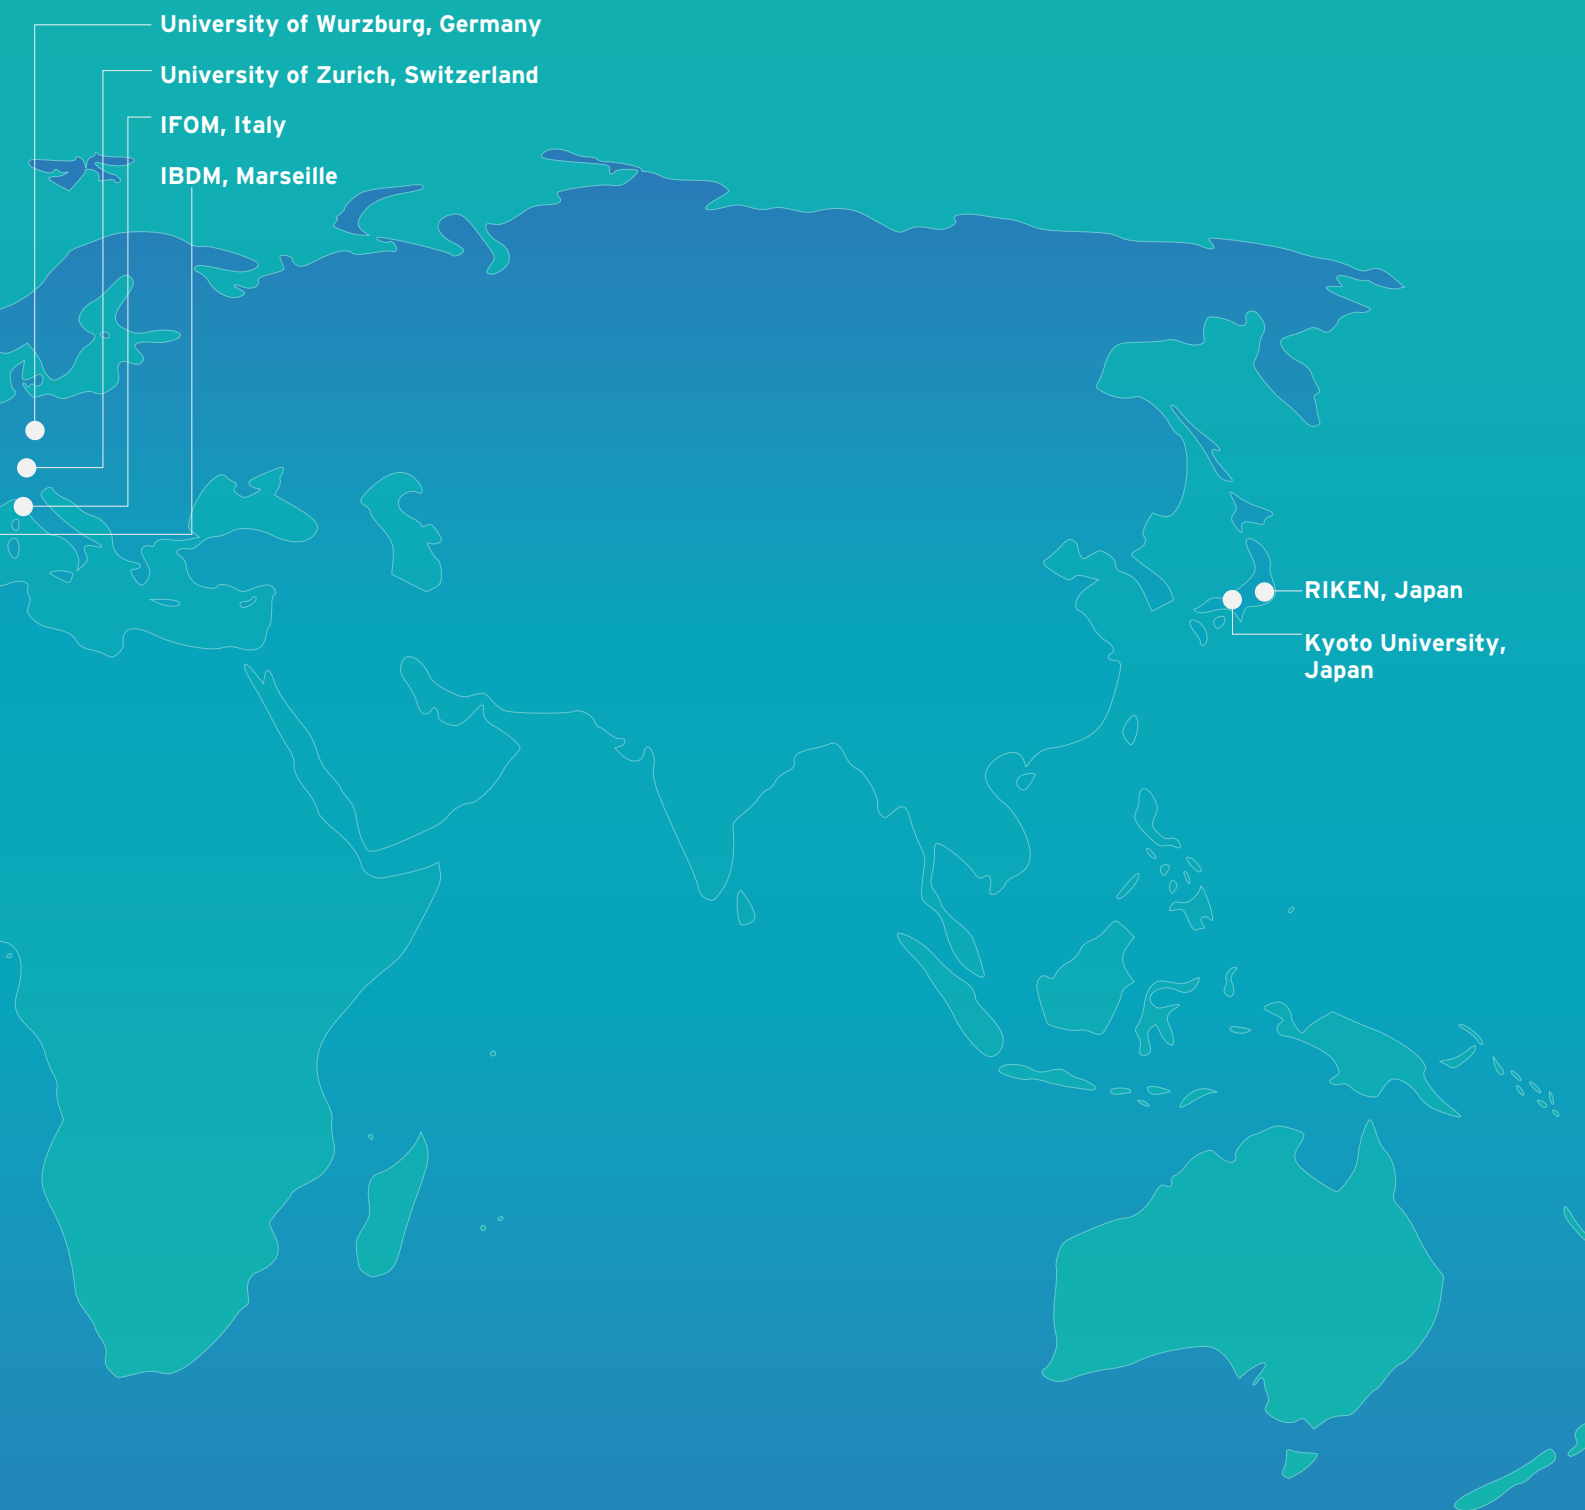 University of Wurzburg, Germany
University of Zurich, Switzerland
IFOM, Italy
IBDM, Marseille
RIKEN, Japan
Kyoto University,
Japan